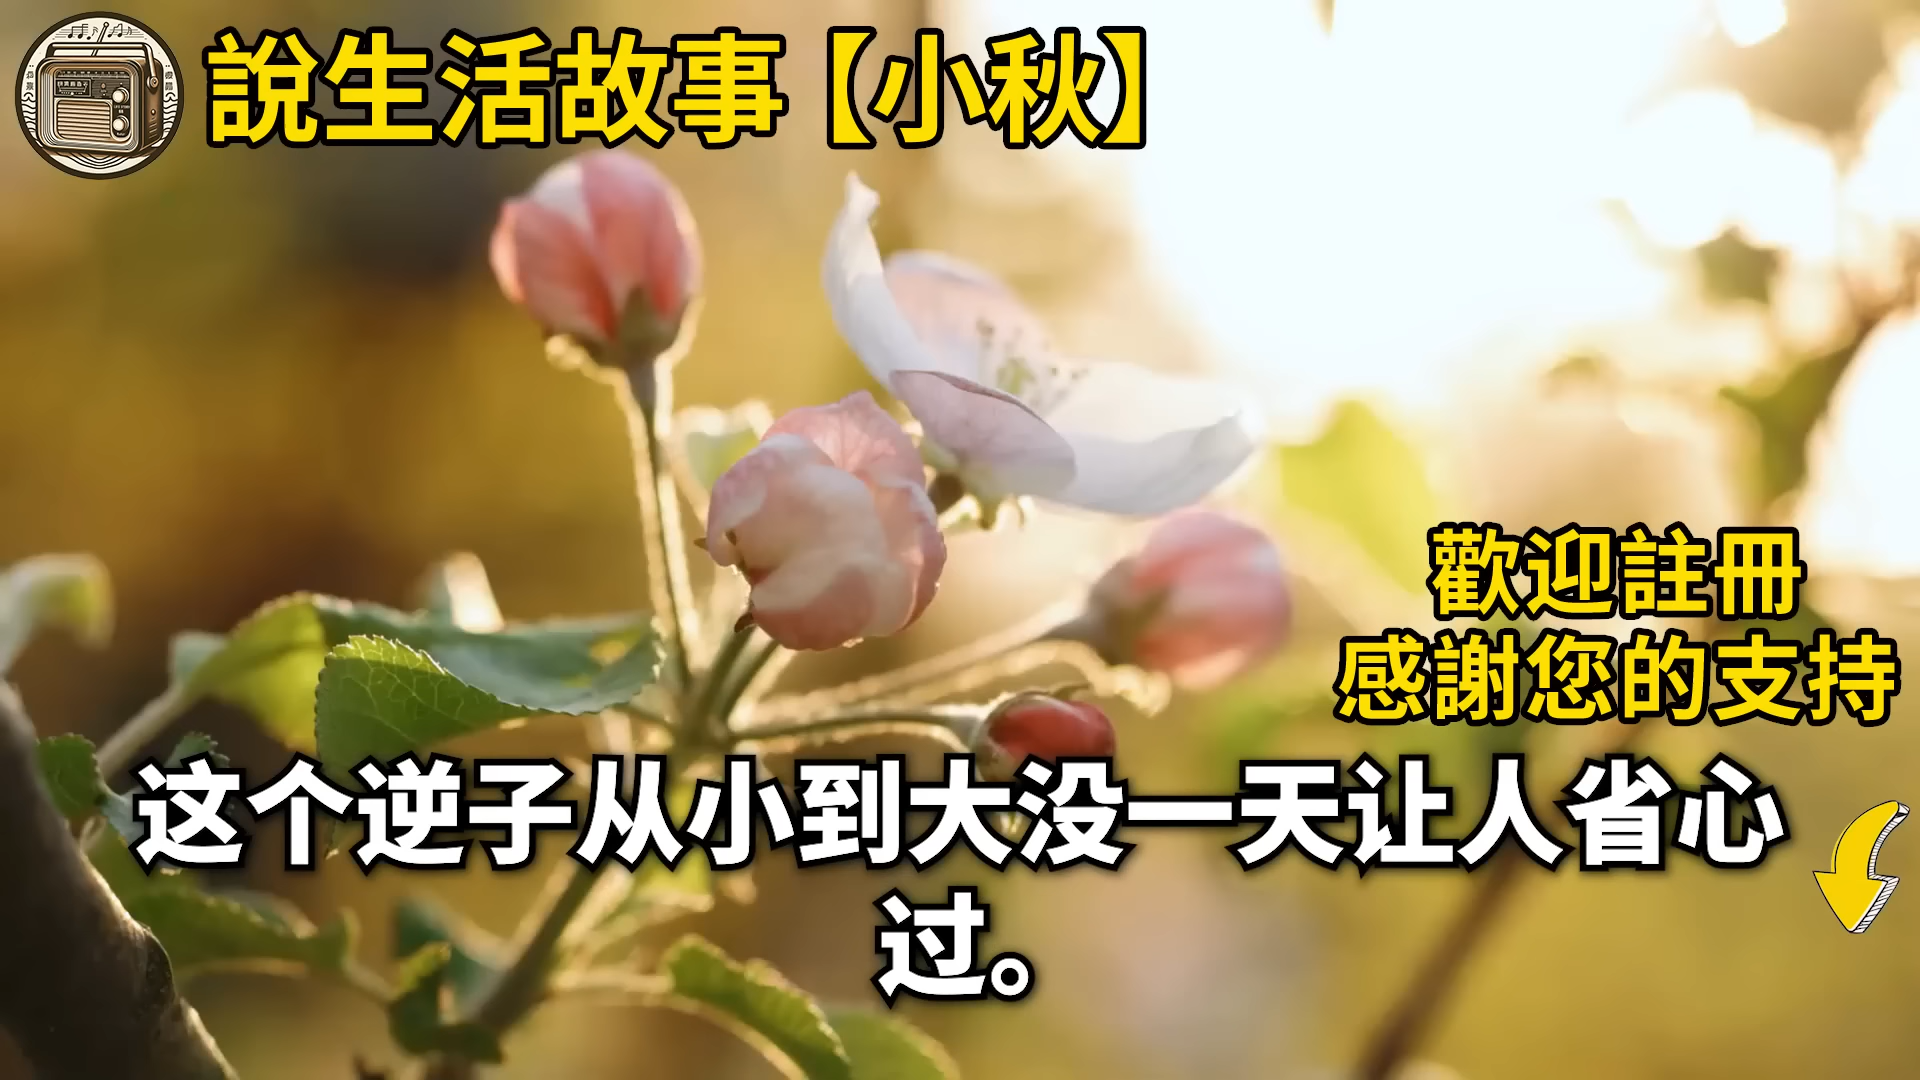 說生活故事【小秋】
歡迎註冊
感謝您的支持
这个逆子从小到大没一天让人省心
过。